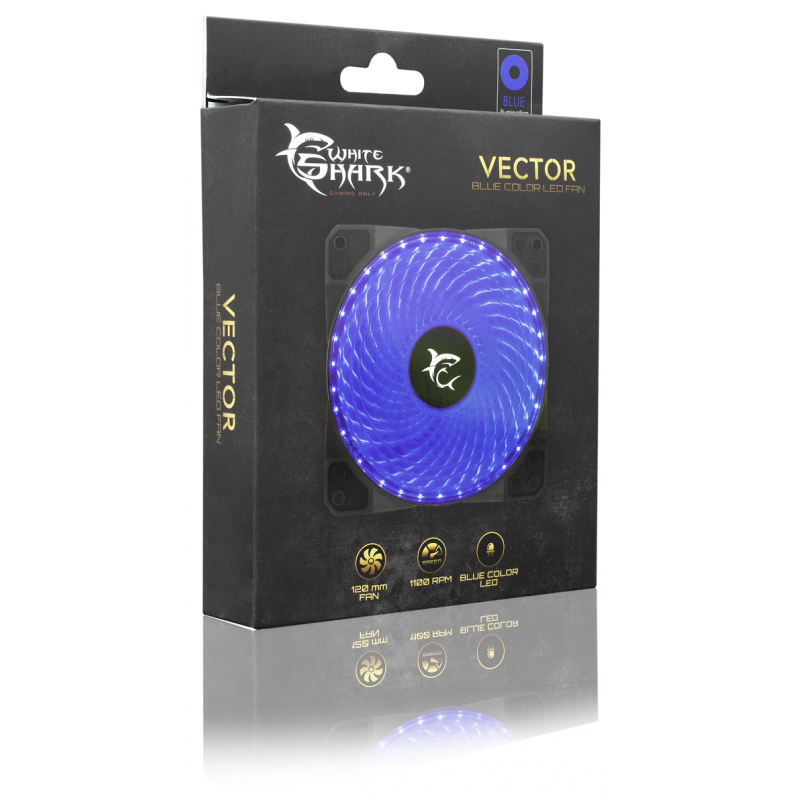 BLUE
illumination
WHITE
SHARK®
GAMING ONLY
VECTOR
BLUE COLOR LED FAN
VECTOR
BLUE COLOR LED FAN
SPEED
120 mm
FAN
1100 RPM
BLUE COLOR
LED